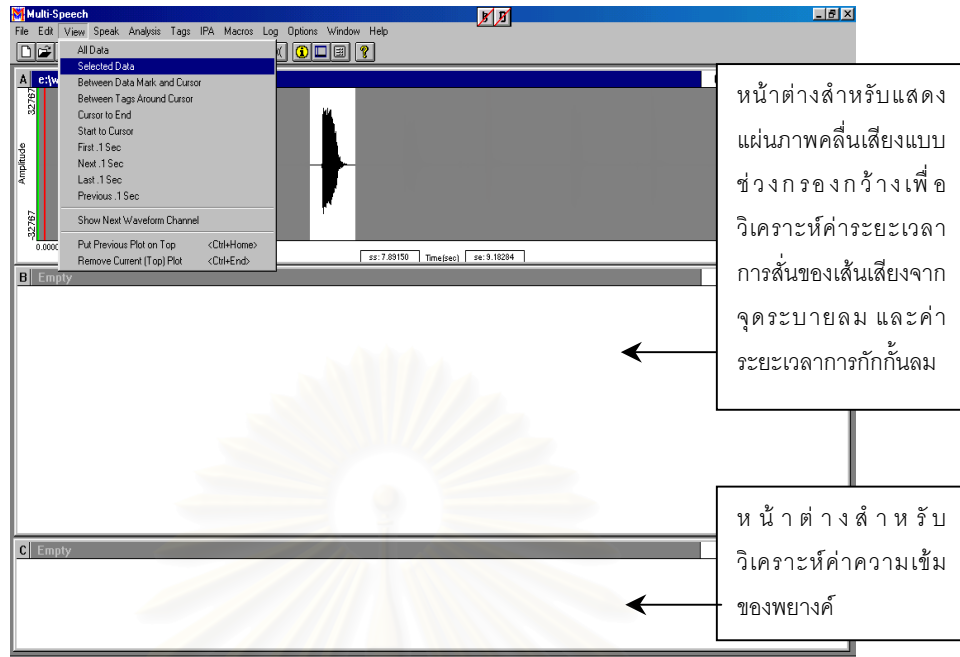 Multi-Speech
File Edit View Speak Analysis Tags IPA Macros Log Options Window Help
All Data
Selected Data
Between Data Mark and Cursor
Between Tags Around Cursor
Cursor to End
Start to Cursor
First .1 Sec
Next .1 Sec
Last .1 Sec
Previous .1 Sec
Show Next Waveform Channel
Put Previous Plot on Top <Ctrl+Home>
Remove Current (Top) Plot <Ctrl+End>
A e:\w
32767
Amplitude
-32767
0.0000
ss: 7.89150 Time(sec) se: 9.18284
B Empty
C Empty
หน้าต่างสำหรับแสดง
แผ่นภาพคลื่นเสียงแบบ
ช่วงกรองกว้างเพื่อ
วิเคราะห์ค่าระยะเวลา
การสั่นของเส้นเสียงจาก
จุดระบายลม และค่า
ระยะเวลาการกักกั้นลม
หน้าต่างสำหรับ
วิเคราะห์ค่าความเข้ม
ของพยางค์